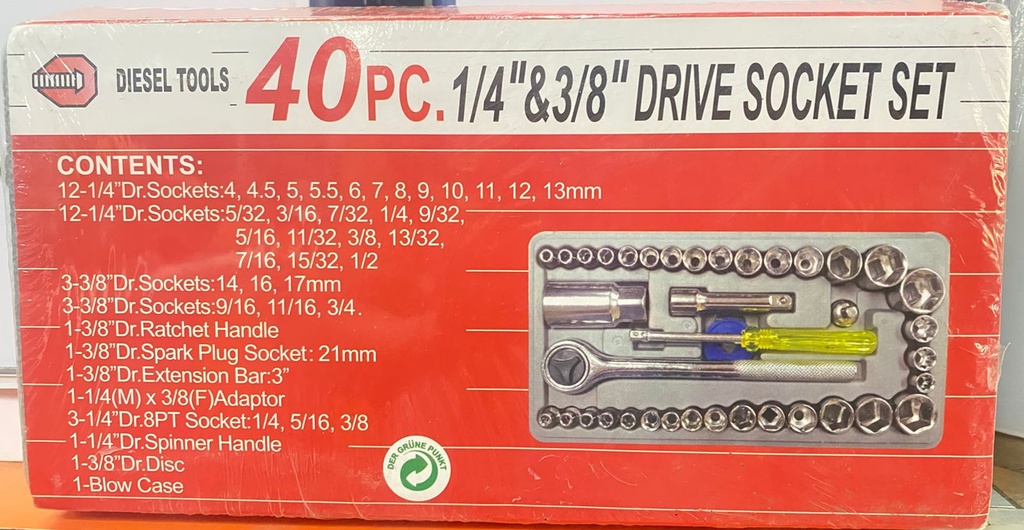 DIESEL TOOLS 40PC. 1/4"&3/8" DRIVE SOCKET SET
CONTENTS:
12-1/4"Dr.Sockets:4, 4.5, 5, 5.5, 6, 7, 8, 9, 10, 11, 12, 13mm
12-1/4"Dr.Sockets:5/32, 3/16, 7/32, 1/4, 9/32,
5/16, 11/32, 3/8, 13/32,
7/16, 15/32, 1/2
3-3/8"Dr.Sockets:14, 16, 17mm
3-3/8"Dr.Sockets:9/16, 11/16, 3/4.
1-3/8"Dr.Ratchet Handle
1-3/8"Dr.Spark Plug Socket: 21mm
1-3/8"Dr.Extension Bar:3"
1-1/4(M) x 3/8(F)Adaptor
3-1/4"Dr.8PT Socket:1/4, 5/16, 3/8
1-1/4"Dr.Spinner Handle
1-3/8"Dr.Disc
1-Blow Case
DER GRÜNE PUNKT